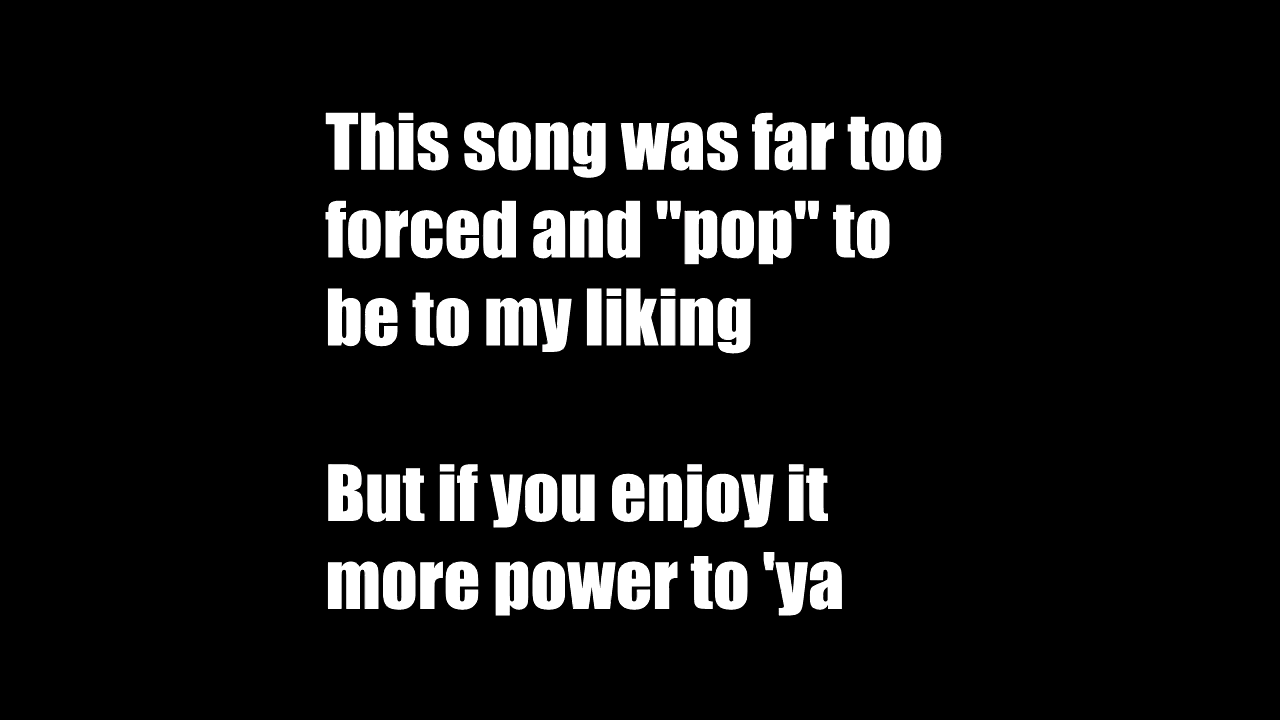 This song was far too
forced and "pop" to
be to my liking
But if you enjoy it
more power to 'ya